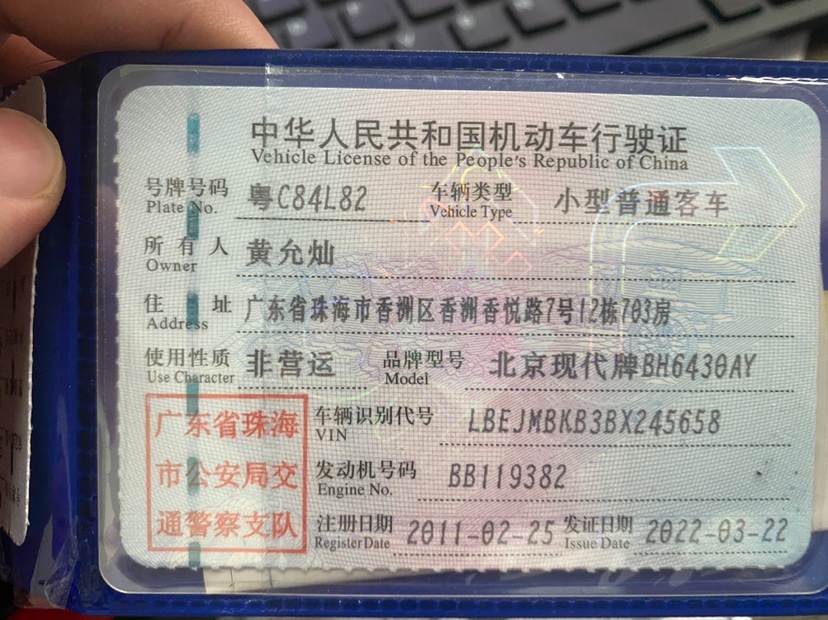 中华人民共和国机动车行驶证
Vehicle License of the People's Republic of China
号牌号码 粤C84L82 车辆类型 小型普通客车
Plate No. Vehicle Type
所有人 黄允灿
Owner
住址 广东省珠海市香洲区香洲香悦路7号12栋703房
Address
使用性质 非营运 品牌型号 北京现代牌BH6430AY
Use Character Model
广东省珠海
市公安局交
通警察支队
车辆识别代号 LBEJMBKB3BX245658
VIN
发动机号码 BB119382
Engine No.
注册日期 2011-02-25 发证日期 2022-03-22
Register Date Issue Date